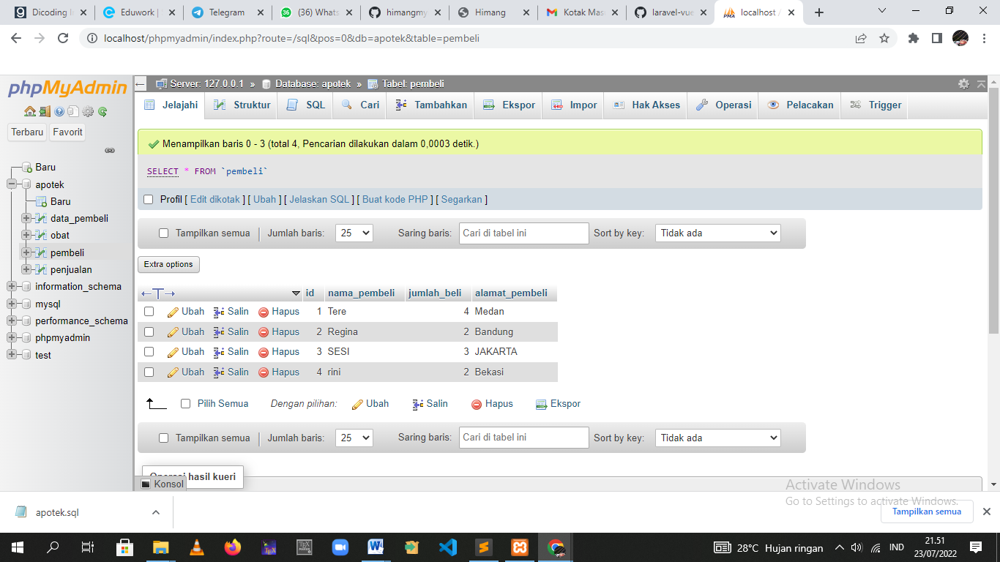 Dicoding In
Eduwork |
Telegram
(36) Whats
himangmy
Himang
Kotak Mas
laravel-vue
localhost /
localhost/phpmyadmin/index.php?route=/sql&pos=0&db=apotek&table=pembeli
phpMyAdmin
Terbaru Favorit
Baru
apotek
Baru
data_pembeli
obat
pembeli
penjualan
information_schema
mysql
performance_schema
phpmyadmin
test
Server: 127.0.0.1 » Database: apotek » Tabel: pembeli
Jelajahi Struktur SQL Cari Tambahkan Ekspor Impor Hak Akses Operasi Pelacakan Trigger
Menampilkan baris 0 - 3 (total 4, Pencarian dilakukan dalam 0,0003 detik.)
SELECT * FROM `pembeli`
Profil [ Edit dikotak ] [ Ubah ] [ Jelaskan SQL ] [ Buat kode PHP ] [ Segarkan ]
Tampilkan semua | Jumlah baris: 25 Saring baris: Cari di tabel ini Sort by key: Tidak ada
Extra options
←T→ id nama_pembeli jumlah_beli alamat_pembeli
Ubah Salin Hapus 1 Tere 4 Medan
Ubah Salin Hapus 2 Regina 2 Bandung
Ubah Salin Hapus 3 SESI 3 JAKARTA
Ubah Salin Hapus 4 rini 2 Bekasi
Pilih Semua Dengan pilihan: Ubah Salin Hapus Ekspor
Tampilkan semua | Jumlah baris: 25 Saring baris: Cari di tabel ini Sort by key: Tidak ada
Operasi hasil kueri
Konsol
Activate Windows
Go to Settings to activate Windows.
apotek.sql
Tampilkan semua
28°C Hujan ringan
IND
21.51
23/07/2022